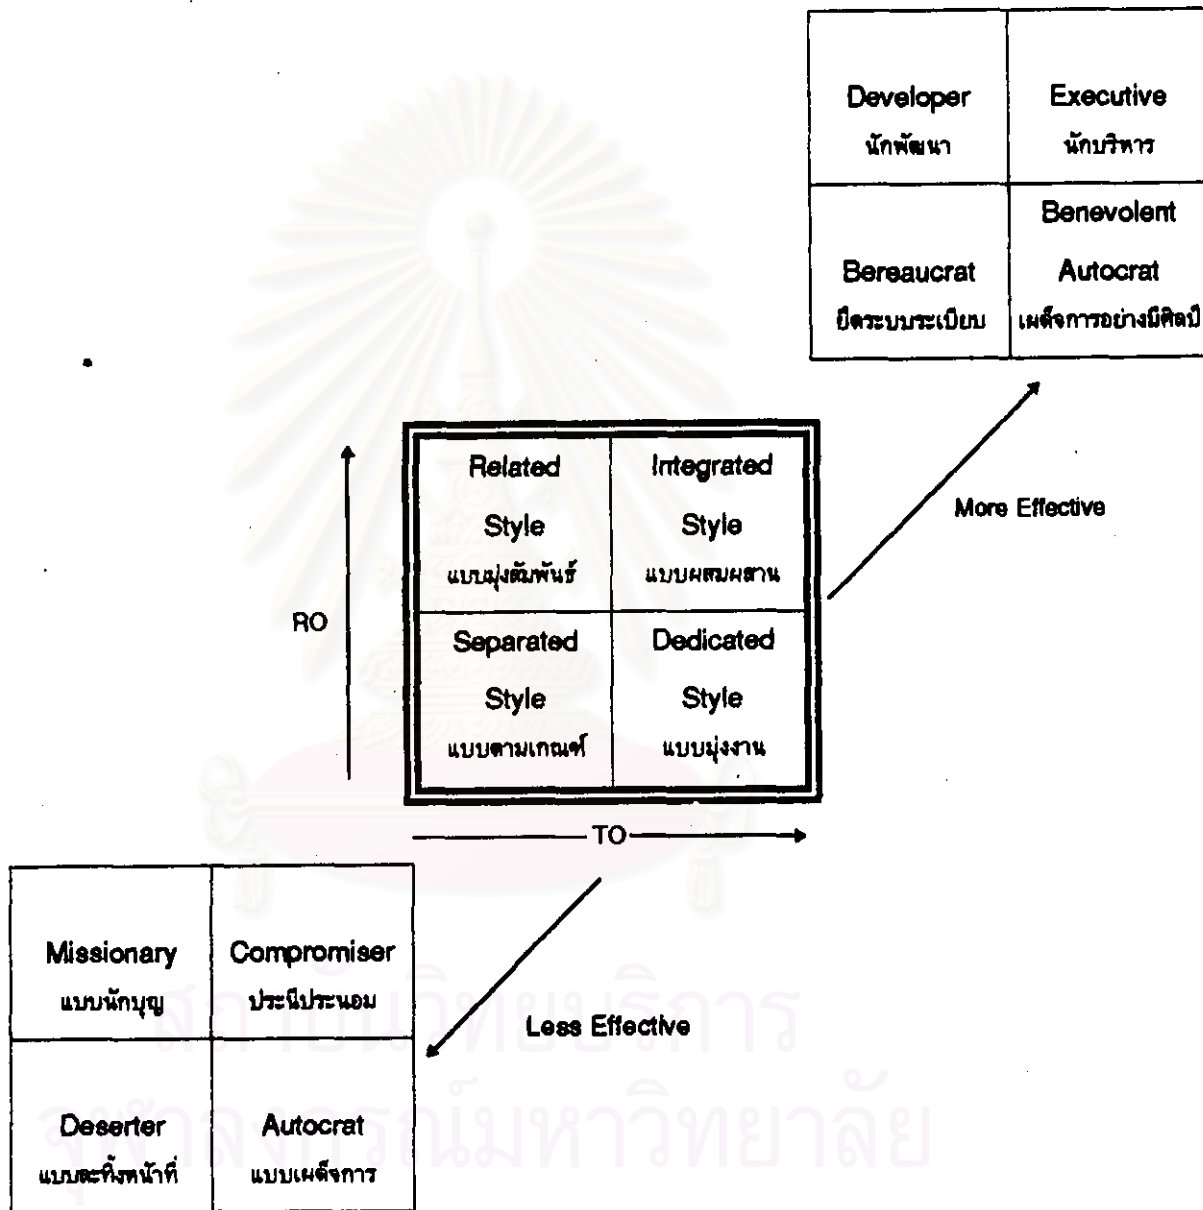 Developer
นักพัฒนา
Executive
นักบริหาร
Bereaucrat
ยึดระบบระเบียบ
Benevolent
Autocrat
เผด็จการอย่างมีศิลป์
More Effective
Related
Style
แบบมุ่งสัมพันธ์
Integrated
Style
แบบผสมผสาน
Separated
Style
แบบตามเกณฑ์
Dedicated
Style
แบบมุ่งงาน
RO
TO
Less Effective
Missionary
แบบนักบุญ
Compromiser
ประนีประนอม
Deserter
แบบละทิ้งหน้าที่
Autocrat
แบบเผด็จการ
สถาบันวิทยบริการ
จุฬาลงกรณ์มหาวิทยาลัย